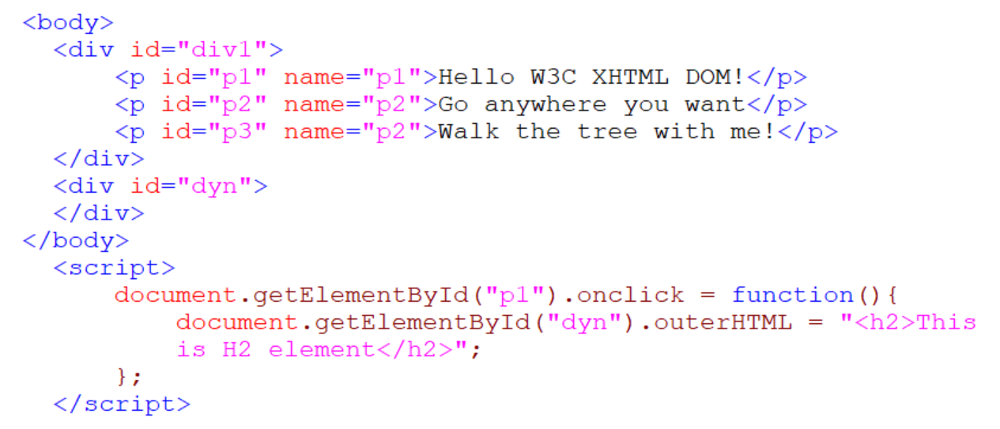 <body>
<div id="div1">
<p id="p1" name="p1">Hello W3C XHTML DOM!</p>
<p id="p2" name="p2">Go anywhere you want</p>
<p id="p3" name="p2">Walk the tree with me!</p>
</div>
<div id="dyn">
</div>
</body>
<script>
document.getElementById("p1").onclick = function(){
document.getElementById("dyn").outerHTML = "<h2>This
is H2 element</h2>";
};
</script>